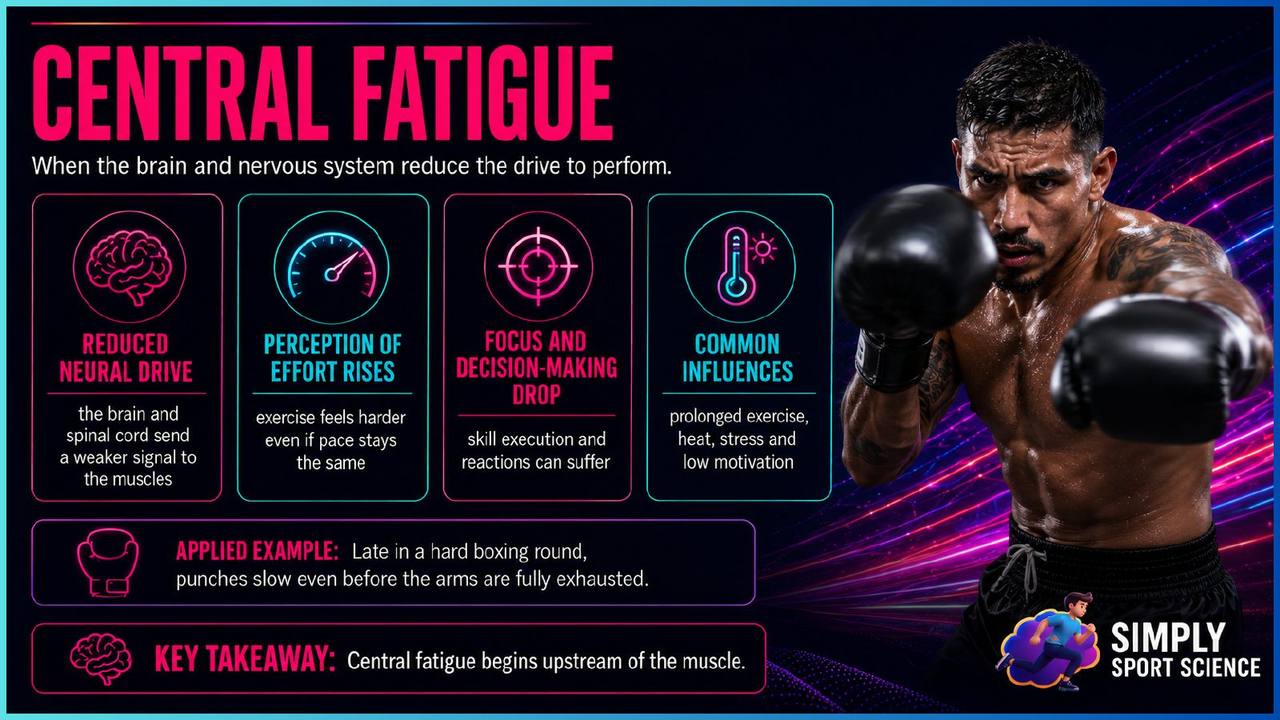 CENTRAL FATIGUE
When the brain and nervous system reduce the drive to perform.
REDUCED
NEURAL DRIVE
the brain and
spinal cord send
a weaker signal to
the muscles
PERCEPTION OF
EFFORT RISES
exercise feels harder
even if pace stays
the same
FOCUS AND
DECISION-MAKING
DROP
skill execution and
reactions can suffer
COMMON
INFLUENCES
prolonged exercise,
heat, stress and
low motivation
APPLIED EXAMPLE: Late in a hard boxing round,
punches slow even before the arms are fully exhausted.
KEY TAKEAWAY: Central fatigue begins upstream of the muscle.
SIMPLY
SPORT SCIENCE